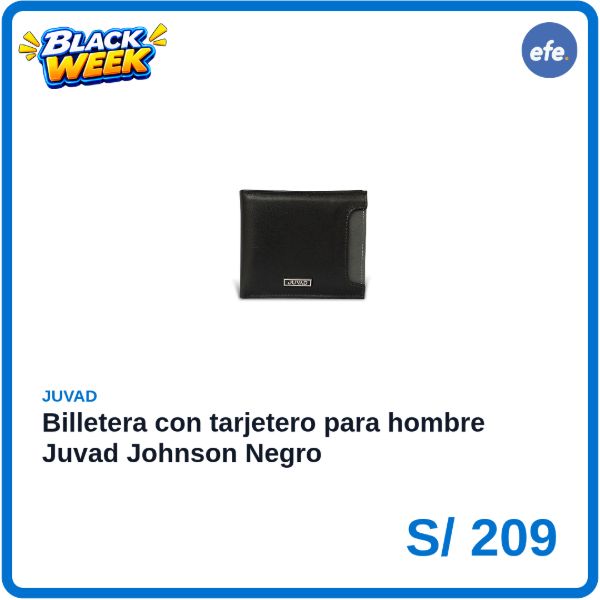 BLACK
WEEK
efe.
JUVAD
JUVAD
Billetera con tarjetero para hombre
Juvad Johnson Negro
S/ 209